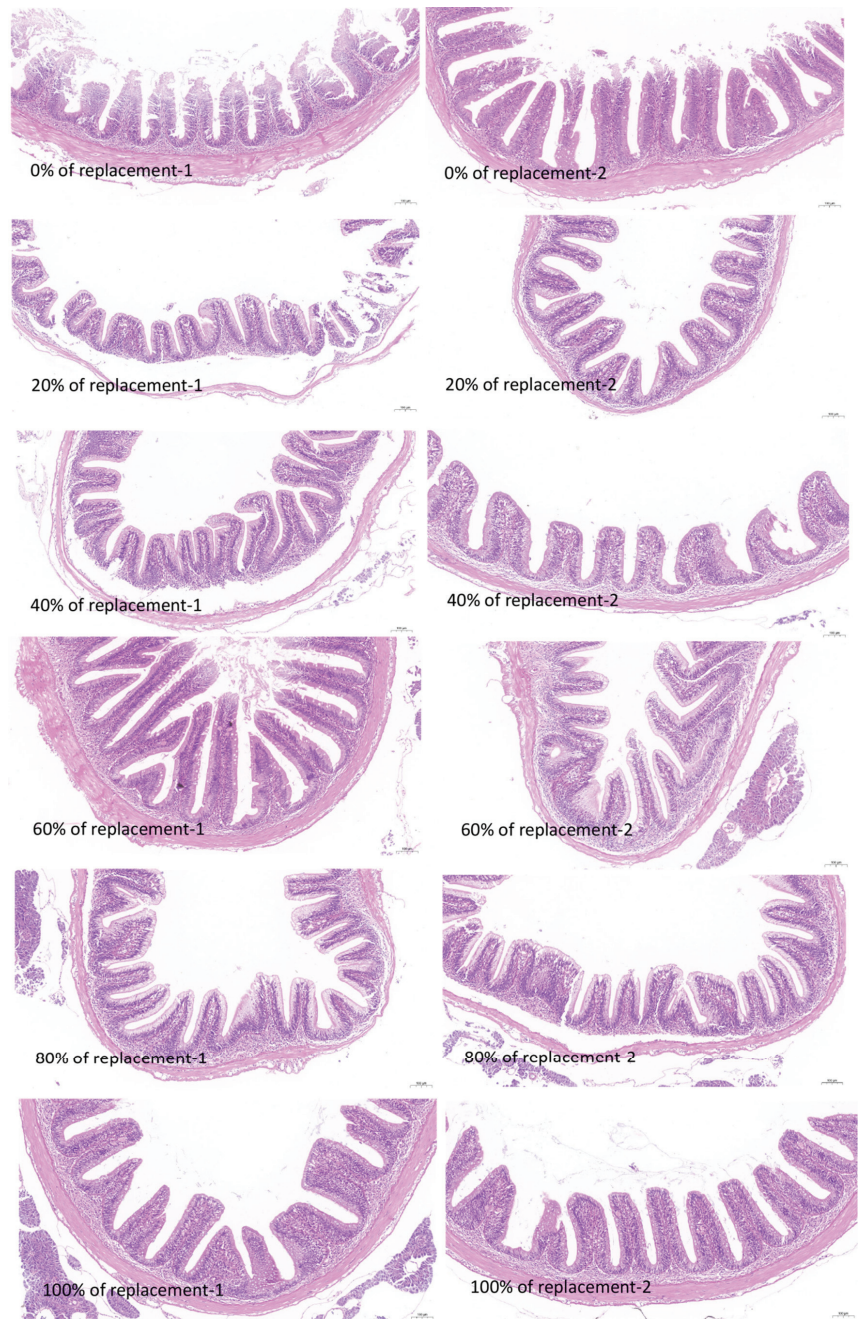 0% of replacement-1
0% of replacement-2
20% of replacement-1
20% of replacement-2
40% of replacement-1
40% of replacement-2
60% of replacement-1
60% of replacement-2
80% of replacement-1
80% of replacement-2
100% of replacement-1
100% of replacement-2